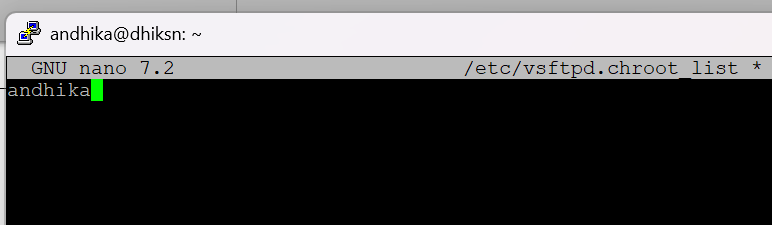 andhika@dhiksn: ~
GNU nano 7.2 /etc/vsftpd.chroot_list *
andhika